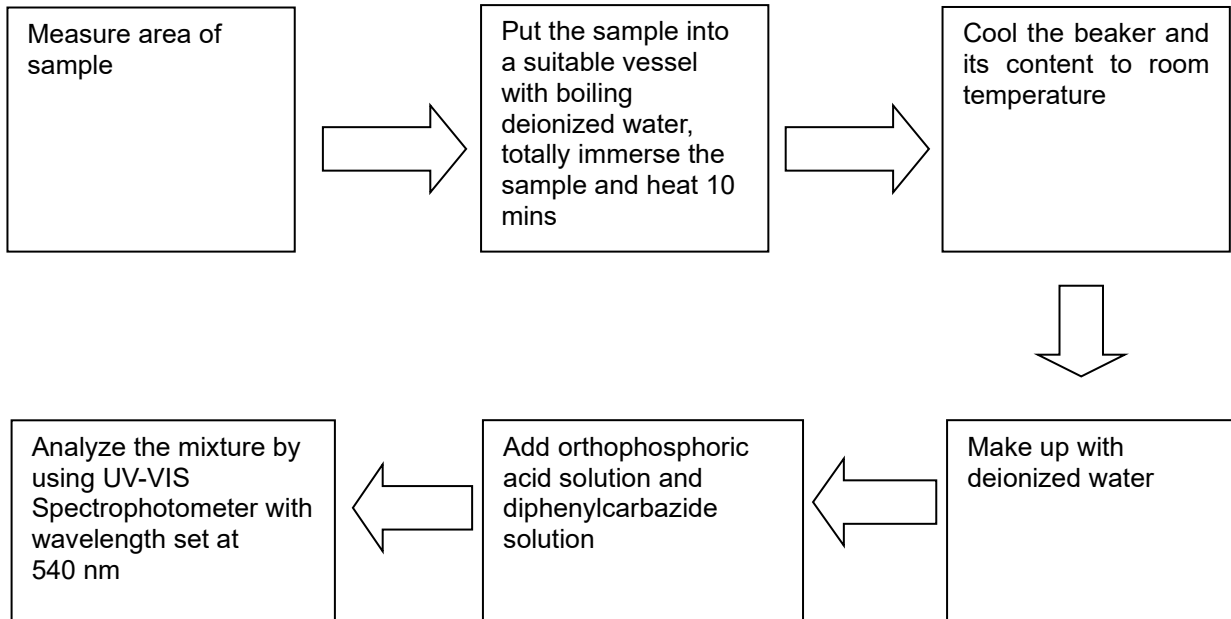 Measure area of
sample
Put the sample into
a suitable vessel
with boiling
deionized water,
totally immerse the
sample and heat 10
mins
Cool the beaker and
its content to room
temperature
Make up with
deionized water
Add orthophosphoric
acid solution and
diphenylcarbazide
solution
Analyze the mixture by
using UV-VIS
Spectrophotometer with
wavelength set at
540 nm